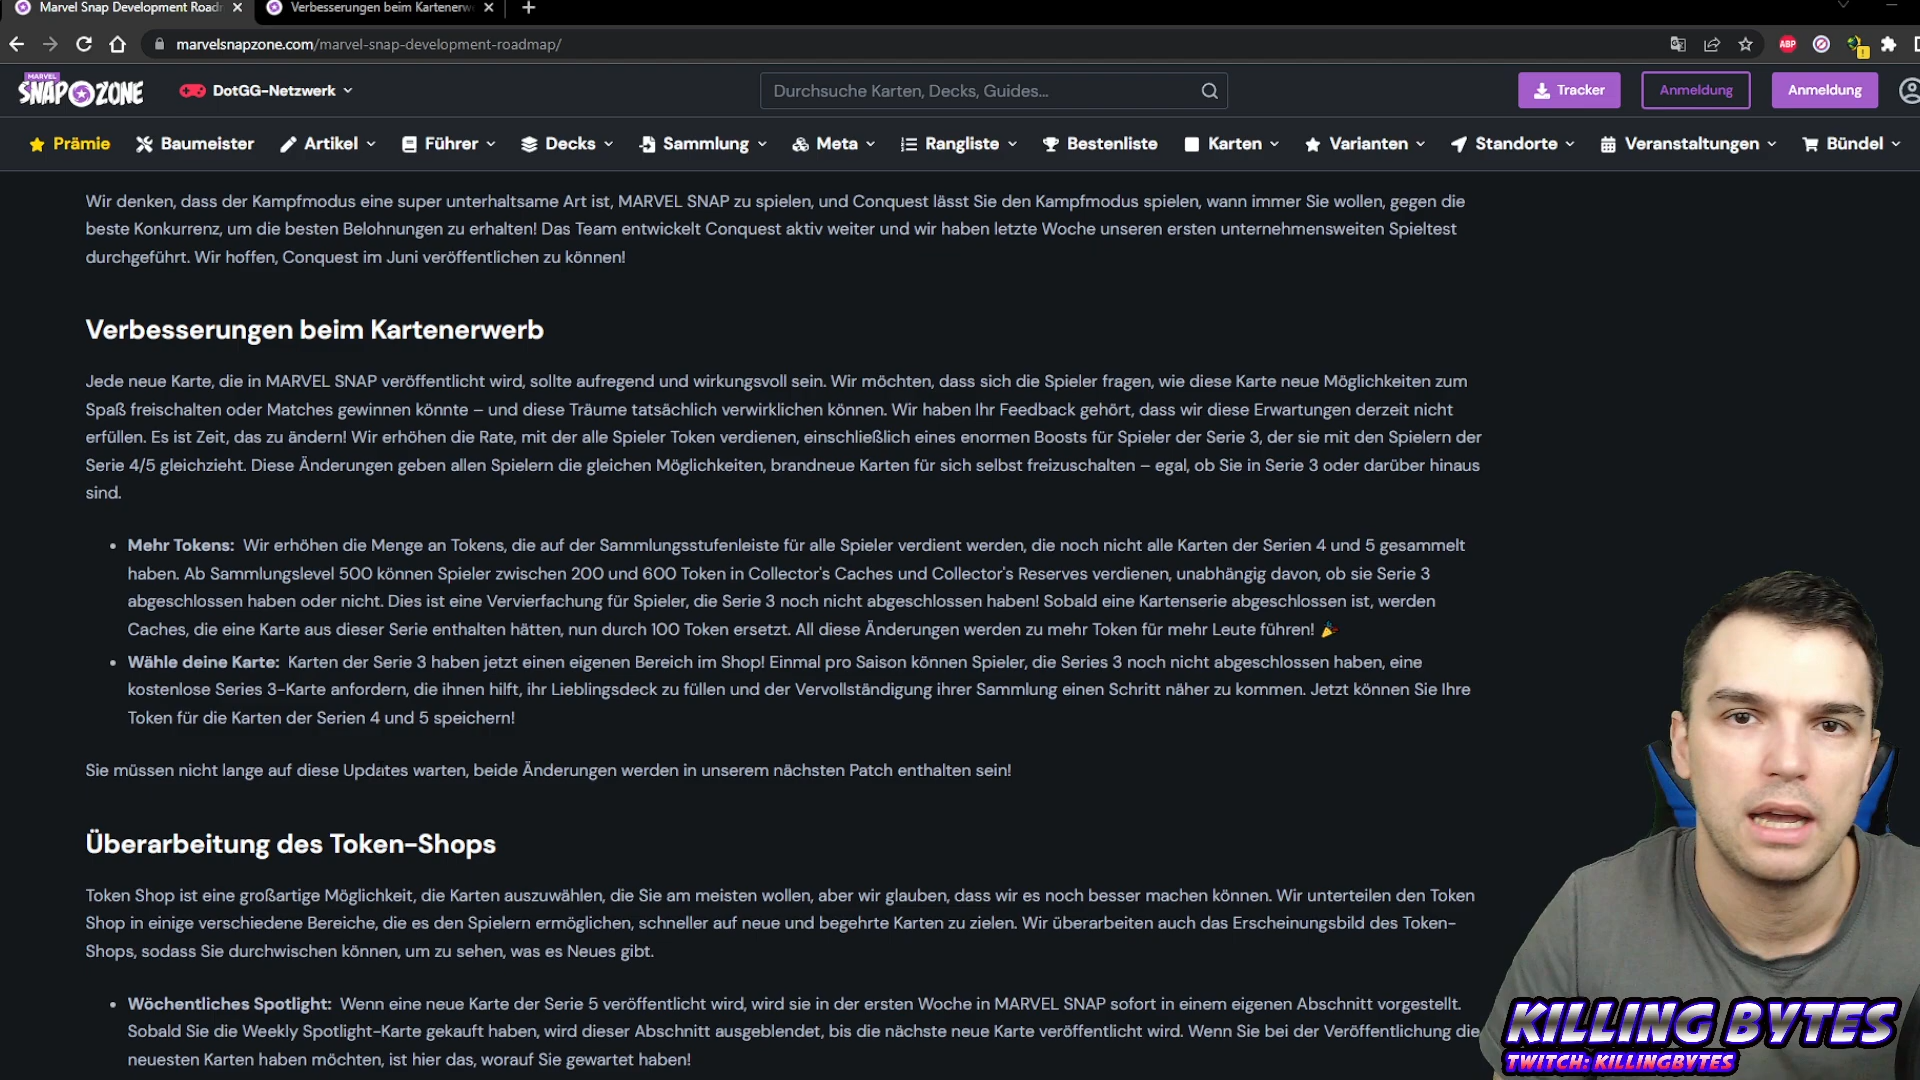 Marvel Snap Development Roadm
Verbesserungen beim Kartenerwe
marvelsnapzone.com/marvel-snap-development-roadmap/
ABP
MARVEL
SNAP ZONE
DotGG-Netzwerk
Durchsuche Karten, Decks, Guides...
Tracker
Anmeldung
Anmeldung
Prämie Baumeister Artikel Führer Decks Sammlung Meta Rangliste Bestenliste Karten Varianten Standorte Veranstaltungen Bündel
Wir denken, dass der Kampfmodus eine super unterhaltsame Art ist, MARVEL SNAP zu spielen, und Conquest lässt Sie den Kampfmodus spielen, wann immer Sie wollen, gegen die
beste Konkurrenz, um die besten Belohnungen zu erhalten! Das Team entwickelt Conquest aktiv weiter und wir haben letzte Woche unseren ersten unternehmensweiten Spieltest
durchgeführt. Wir hoffen, Conquest im Juni veröffentlichen zu können!
Verbesserungen beim Kartenerwerb
Jede neue Karte, die in MARVEL SNAP veröffentlicht wird, sollte aufregend und wirkungsvoll sein. Wir möchten, dass sich die Spieler fragen, wie diese Karte neue Möglichkeiten zum
Spaß freischalten oder Matches gewinnen könnte – und diese Träume tatsächlich verwirklichen können. Wir haben Ihr Feedback gehört, dass wir diese Erwartungen derzeit nicht
erfüllen. Es ist Zeit, das zu ändern! Wir erhöhen die Rate, mit der alle Spieler Token verdienen, einschließlich eines enormen Boosts für Spieler der Serie 3, der sie mit den Spielern der
Serie 4/5 gleichzieht. Diese Änderungen geben allen Spielern die gleichen Möglichkeiten, brandneue Karten für sich selbst freizuschalten – egal, ob Sie in Serie 3 oder darüber hinaus
sind.
• Mehr Tokens: Wir erhöhen die Menge an Tokens, die auf der Sammlungsstufenleiste für alle Spieler verdient werden, die noch nicht alle Karten der Serien 4 und 5 gesammelt
haben. Ab Sammlungslevel 500 können Spieler zwischen 200 und 600 Token in Collector's Caches und Collector's Reserves verdienen, unabhängig davon, ob sie Serie 3
abgeschlossen haben oder nicht. Dies ist eine Vervierfachung für Spieler, die Serie 3 noch nicht abgeschlossen haben! Sobald eine Kartenserie abgeschlossen ist, werden
Caches, die eine Karte aus dieser Serie enthalten hätten, nun durch 100 Token ersetzt. All diese Änderungen werden zu mehr Token für mehr Leute führen! 🎉
• Wähle deine Karte: Karten der Serie 3 haben jetzt einen eigenen Bereich im Shop! Einmal pro Saison können Spieler, die Series 3 noch nicht abgeschlossen haben, eine
kostenlose Series 3-Karte anfordern, die ihnen hilft, ihr Lieblingsdeck zu füllen und der Vervollständigung ihrer Sammlung einen Schritt näher zu kommen. Jetzt können Sie Ihre
Token für die Karten der Serien 4 und 5 speichern!
Sie müssen nicht lange auf diese Updates warten, beide Änderungen werden in unserem nächsten Patch enthalten sein!
Überarbeitung des Token-Shops
Token Shop ist eine großartige Möglichkeit, die Karten auszuwählen, die Sie am meisten wollen, aber wir glauben, dass wir es noch besser machen können. Wir unterteilen den Token
Shop in einige verschiedene Bereiche, die es den Spielern ermöglichen, schneller auf neue und begehrte Karten zu zielen. Wir überarbeiten auch das Erscheinungsbild des Token-
Shops, sodass Sie durchwischen können, um zu sehen, was es Neues gibt.
• Wöchentliches Spotlight: Wenn eine neue Karte der Serie 5 veröffentlicht wird, wird sie in der ersten Woche in MARVEL SNAP sofort in einem eigenen Abschnitt vorgestellt.
Sobald Sie die Weekly Spotlight-Karte gekauft haben, wird dieser Abschnitt ausgeblendet, bis die nächste neue Karte veröffentlicht wird. Wenn Sie bei der Veröffentlichung die
neuesten Karten haben möchten, ist hier das, worauf Sie gewartet haben!
KILLING BYTES
TWITCH: KILLINGBYTES